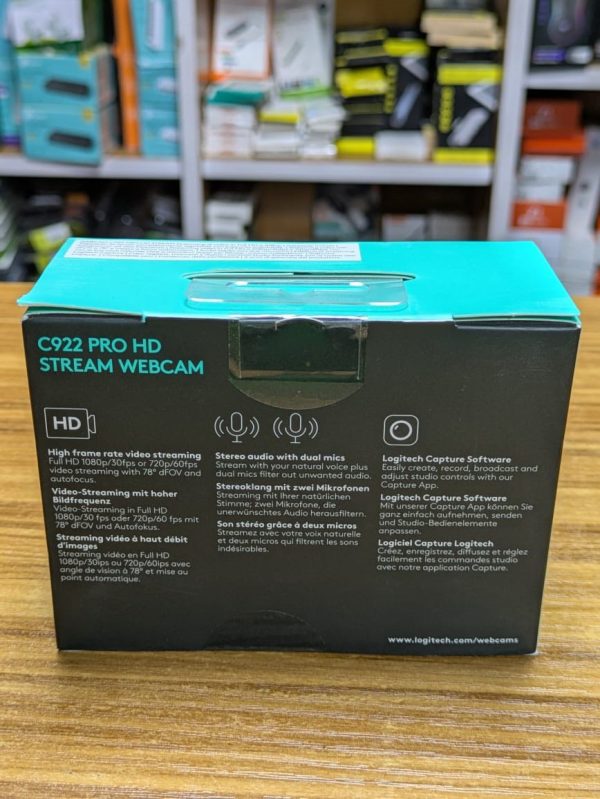 C922 PRO HD
STREAM WEBCAM
HD
High frame rate video streaming
Full HD 1080p/30fps or 720p/60fps
video streaming with 78° dFOV and
autofocus.
Video-Streaming mit hoher
Bildfrequenz
Video-Streaming in Full HD
1080p/30 fps oder 720p/60 fps mit
78° dFOV und Autofokus.
Streaming vidéo à haut débit
d'images
Streaming vidéo en Full HD
1080p/30ips ou 720p/60ips avec
angle de vision à 78° et mise au
point automatique.
Stereo audio with dual mics
Stream with your natural voice plus
dual mics filter out unwanted audio.
Stereoklang mit zwei Mikrofonen
Streaming mit Ihrer natürlichen
Stimme; zwei Mikrofone, die
unerwünschtes Audio herausfiltern.
Son stéréo grâce à deux micros
Streamez avec votre voix naturelle
et deux micros qui filtrent les sons
indésirables.
Logitech Capture Software
Easily create, record, broadcast and
adjust studio controls with our
Capture App.
Logitech Capture Software
Mit unserer Capture App können Sie
ganz einfach aufnehmen, senden
und Studio-Bedienelemente
anpassen.
Logiciel Capture Logitech
Créez, enregistrez, diffusez et réglez
facilement les commandes studio
avec notre application Capture.
www.logitech.com/webcams